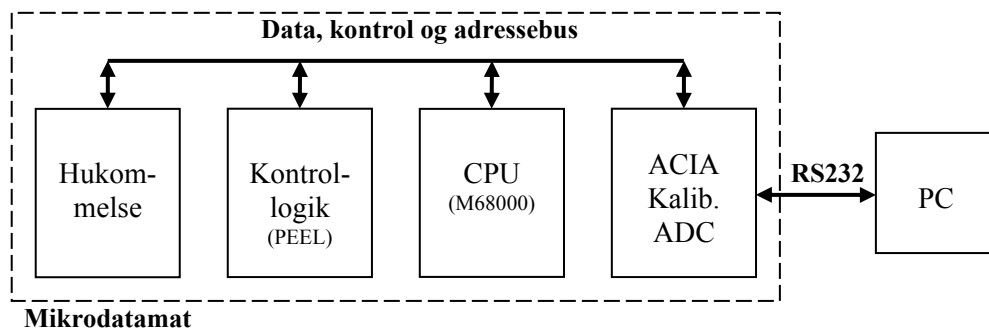 Data, kontrol og adressebus
Hukom-
melse
Kontrol-
logik
(PEEL)
CPU
(M68000)
ACIA
Kalib.
ADC
RS232
PC
Mikrodatamat